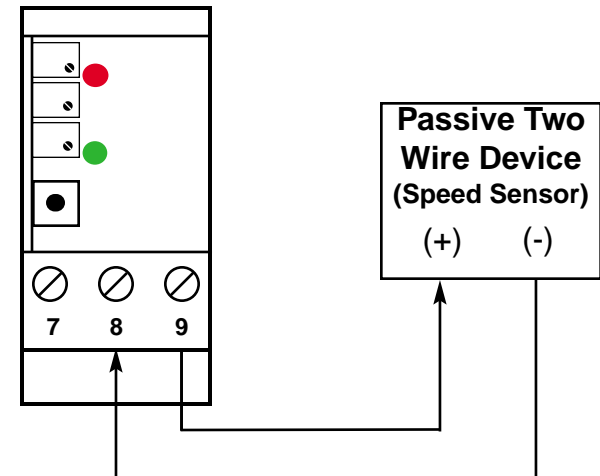 Passive Two
Wire Device
(Speed Sensor)
(+) (-)
7 8 9